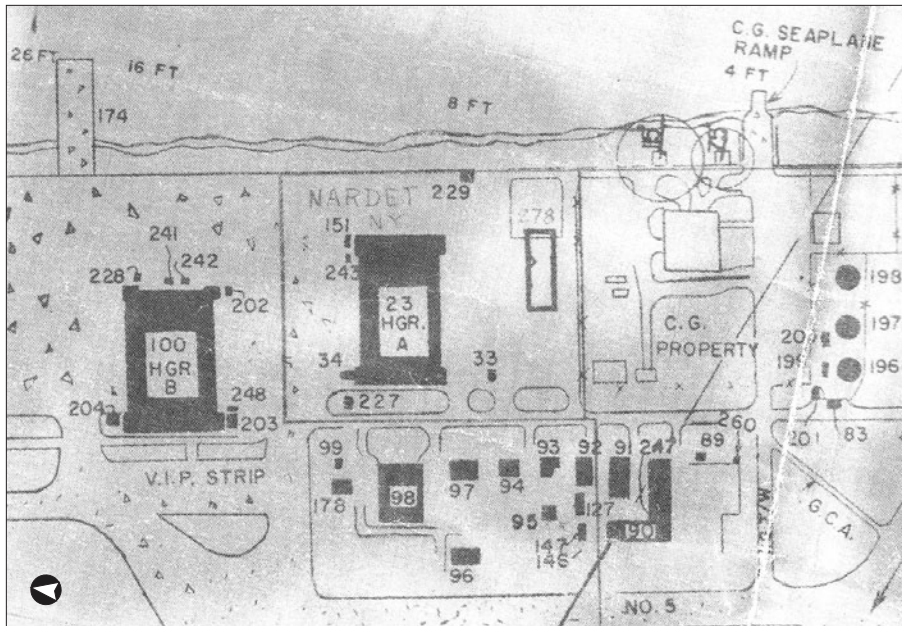 C.G. SEAPLANE
RAMP
26 FT
16 FT
4 FT
8 FT
174
229
NARDET
NY
278
151
241
242
243
228
202
198
23
HGR.
A
100
HGR
B
C.G.
PROPERTY
197
199
196
34
33
248
204
203
227
201
83
260
99
93
92
91
247
89
V.I.P. STRIP
98
97
94
178
127
95
190
G.C.A.
147
146
96
NO. 5